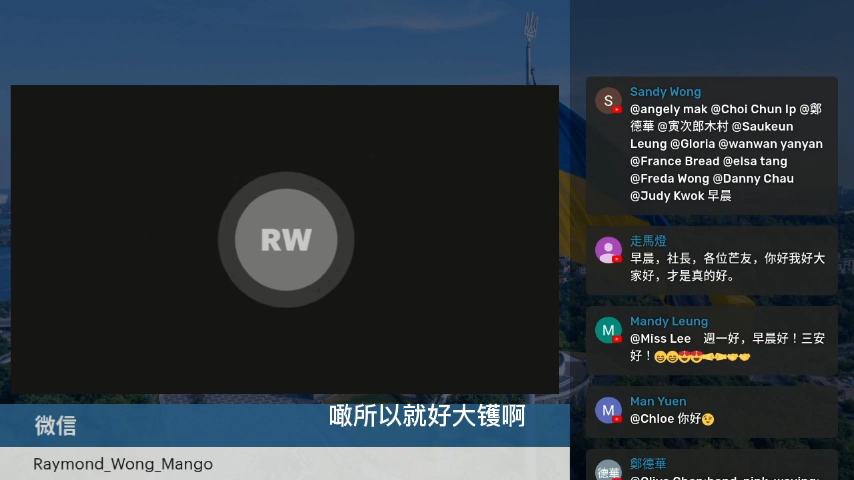 RW
噉所以就好大镬啊
微信
Raymond_Wong_Mango
S
Sandy Wong
@angely mak @Choi Chun Ip @鄭
德華 @寅次郎木村 @Saukeun
Leung @Gloria @wanwan yanyan
@France Bread @elsa tang
@Freda Wong @Danny Chau
@Judy Kwok 早晨
走馬燈
早晨，社長，各位芒友，你好我好大
家好，才是真的好。
M
Mandy Leung
@Miss Lee 週一好，早晨好！三安
好！😄😄🥰🥰🤝🤝
M
Man Yuen
@Chloe 你好😉
德華
鄭德華